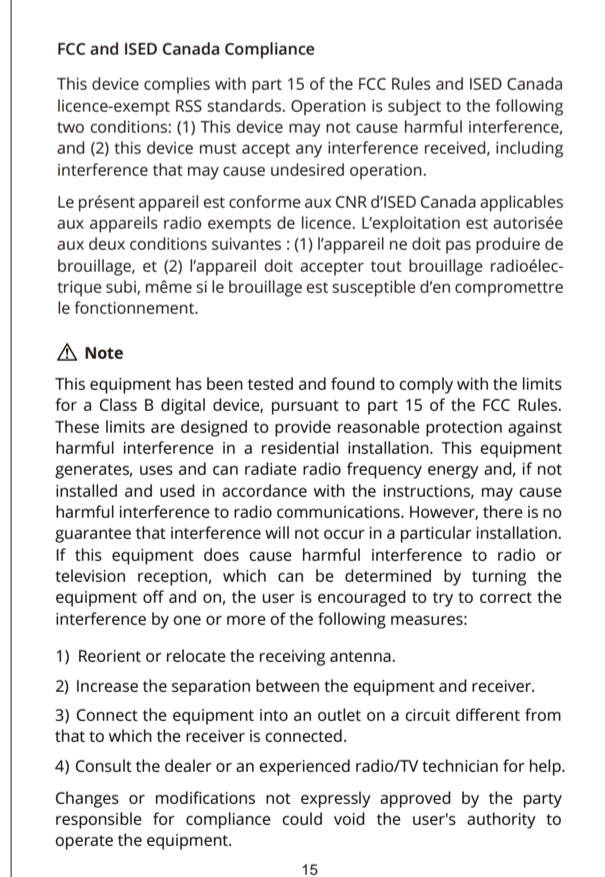 FCC and ISED Canada Compliance
This device complies with part 15 of the FCC Rules and ISED Canada
licence-exempt RSS standards. Operation is subject to the following
two conditions: (1) This device may not cause harmful interference,
and (2) this device must accept any interference received, including
interference that may cause undesired operation.
Le présent appareil est conforme aux CNR d’ISED Canada applicables
aux appareils radio exempts de licence. L’exploitation est autorisée
aux deux conditions suivantes : (1) l’appareil ne doit pas produire de
brouillage, et (2) l’appareil doit accepter tout brouillage radioélec-
trique subi, même si le brouillage est susceptible d’en compromettre
le fonctionnement.
⚠ Note
This equipment has been tested and found to comply with the limits
for a Class B digital device, pursuant to part 15 of the FCC Rules.
These limits are designed to provide reasonable protection against
harmful interference in a residential installation. This equipment
generates, uses and can radiate radio frequency energy and, if not
installed and used in accordance with the instructions, may cause
harmful interference to radio communications. However, there is no
guarantee that interference will not occur in a particular installation.
If this equipment does cause harmful interference to radio or
television reception, which can be determined by turning the
equipment off and on, the user is encouraged to try to correct the
interference by one or more of the following measures:
1) Reorient or relocate the receiving antenna.
2) Increase the separation between the equipment and receiver.
3) Connect the equipment into an outlet on a circuit different from
that to which the receiver is connected.
4) Consult the dealer or an experienced radio/TV technician for help.
Changes or modifications not expressly approved by the party
responsible for compliance could void the user's authority to
operate the equipment.
15